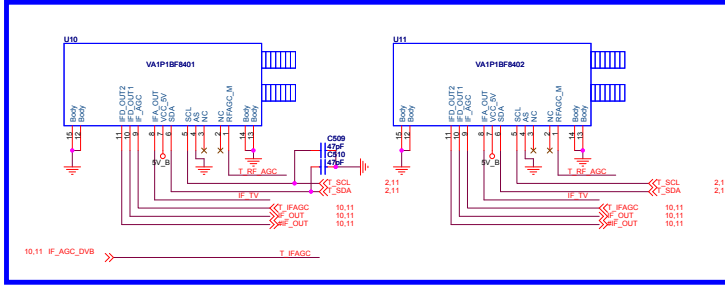 U10
VA1P1BF8401
Body
Body
IFD_OUT2
IFD_OUT1
IF_AGC
IFA_OUT
VCC_5V
SDA
SCL
AS
NC
NC
RFAGC_M
Body
Body
15
12
11
10
9
8
7
6
5
4
3
2
1
14
13
5V_B
C509
47pF
C510
47pF
T_RF_AGC
T_SCL 2,11
T_SDA 2,11
IF_TV
T_IFAGC 10,11
IF_OUT 10,11
#IF_OUT 10,11
U11
VA1P1BF8402
Body
Body
IFD_OUT2
IFD_OUT1
IF_AGC
IFA_OUT
VCC_5V
SDA
SCL
AS
NC
NC
RFAGC_M
Body
Body
15
12
11
10
9
8
7
6
5
4
3
2
1
14
13
5V_B
T_RF_AGC
T_SCL
T_SDA
IF_TV
T_IFAGC 10,11
IF_OUT 10,11
#IF_OUT 10,11
10,11 IF_AGC_DVB T_IFAGC